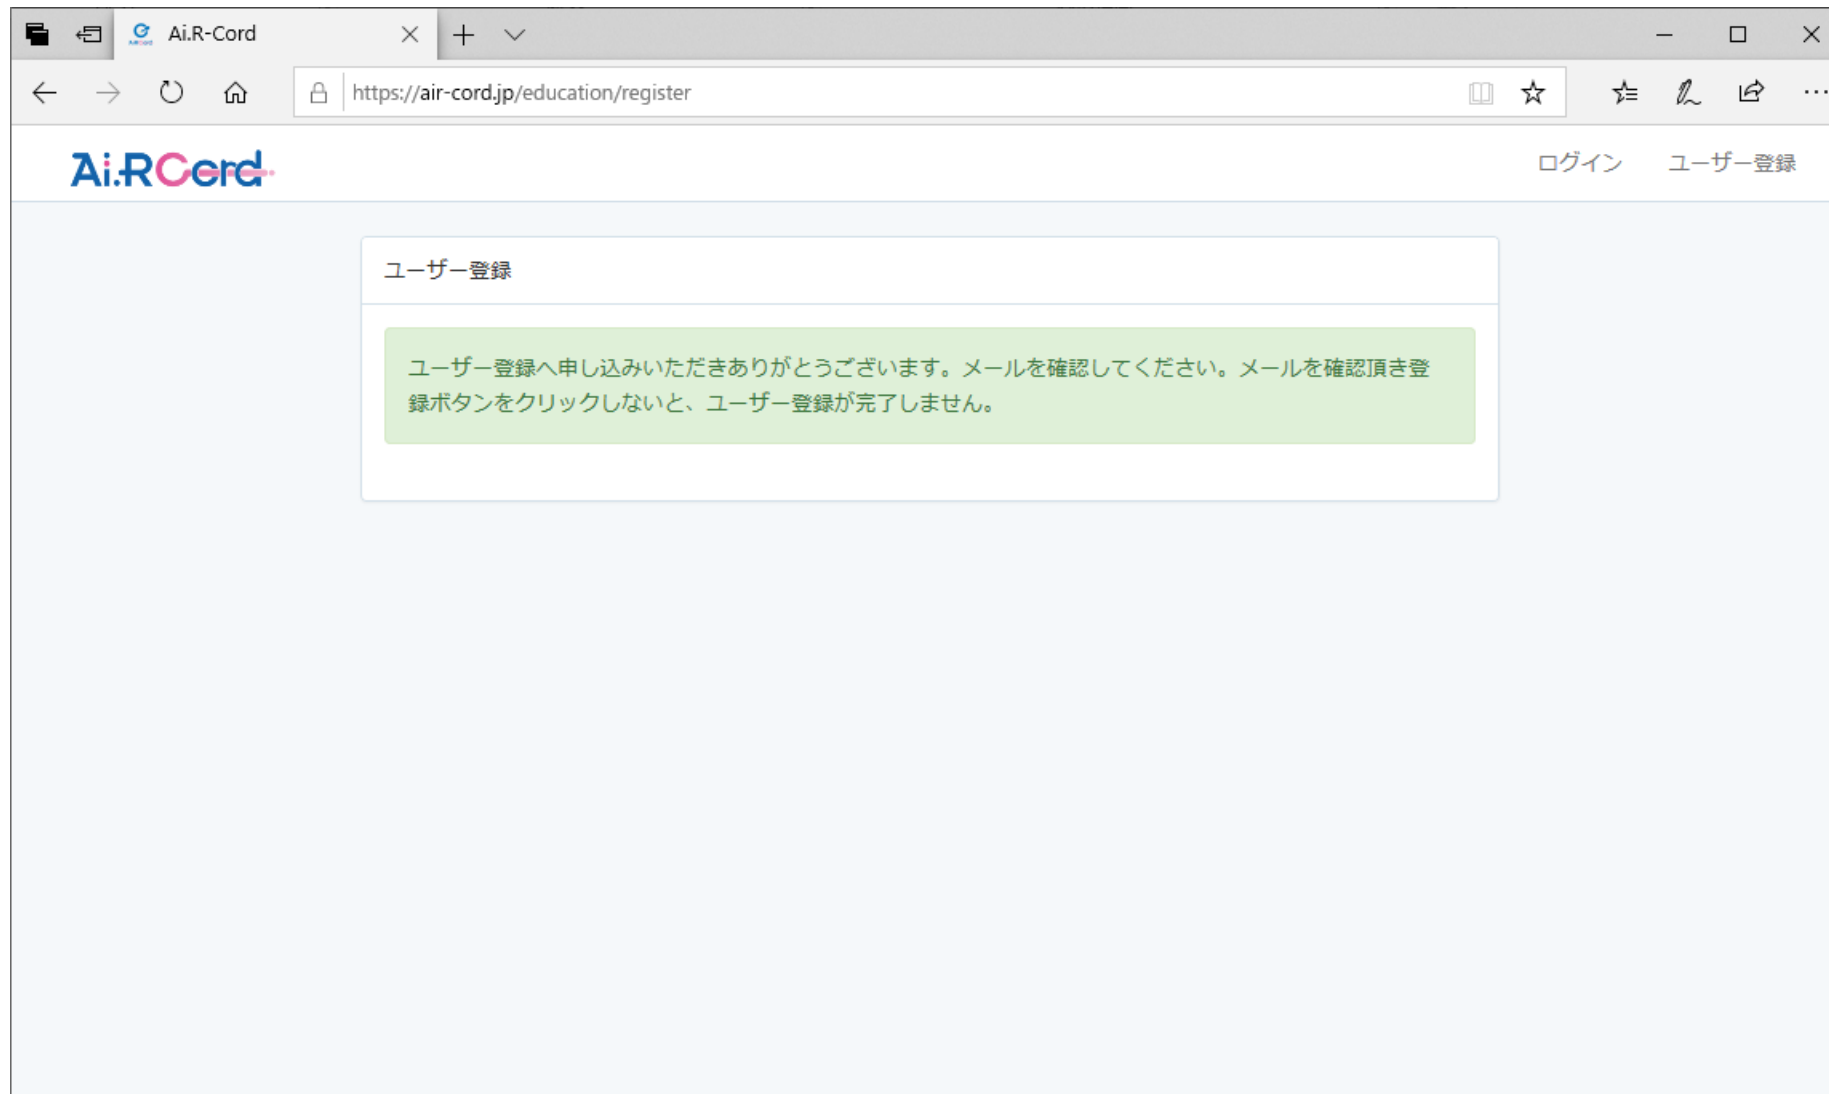 Ai.R-Cord
https://air-cord.jp/education/register
Ai.RCord
ログイン ユーザー登録
ユーザー登録
ユーザー登録へ申し込みいただきありがとうございます。メールを確認してください。メールを確認頂き登
録ボタンをクリックしないと、ユーザー登録が完了しません。